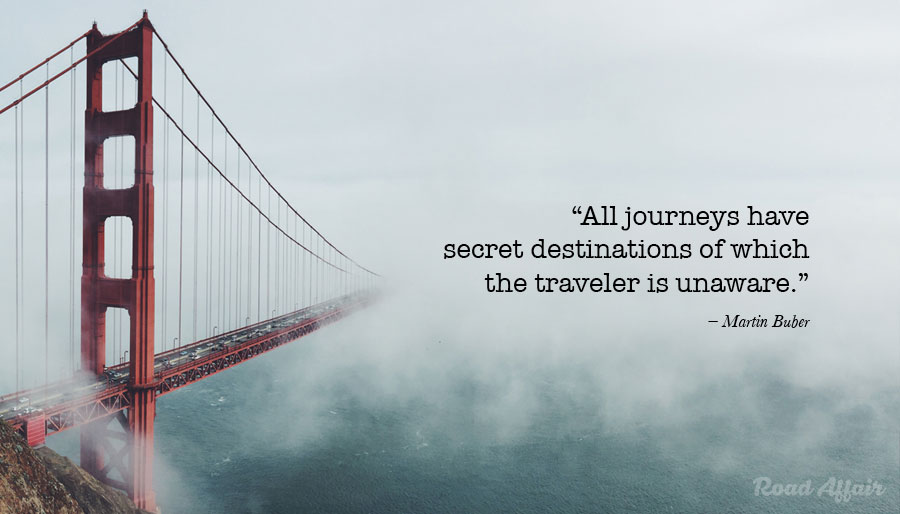 “All journeys have
secret destinations of which
the traveler is unaware.”
– Martin Buber
Road Affair